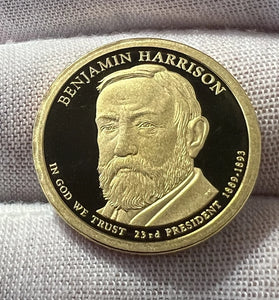 BENJAMIN HARRISON
IN GOD WE TRUST 23rd PRESIDENT 1889-1893